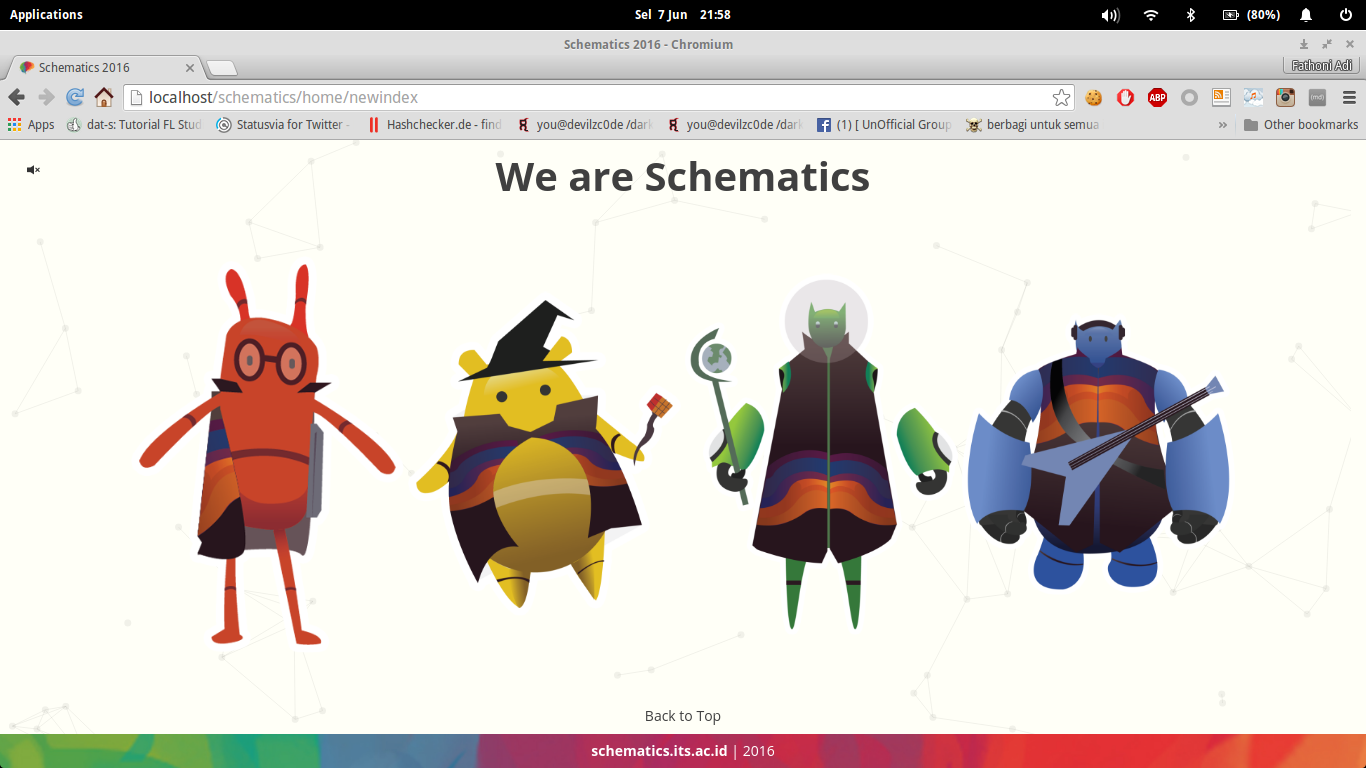 Applications
Sel 7 Jun 21:58
(80%)
Schematics 2016 - Chromium
Schematics 2016
Fathoni Adi
localhost/schematics/home/newindex
ABP
{md}
Apps
dat-s: Tutorial FL Stud
Statusvia for Twitter -
Hashchecker.de - find
you@devilzc0de /dark
you@devilzc0de /dark
(1) [ UnOfficial Group
berbagi untuk semua
»
Other bookmarks
We are Schematics
Back to Top
schematics.its.ac.id | 2016